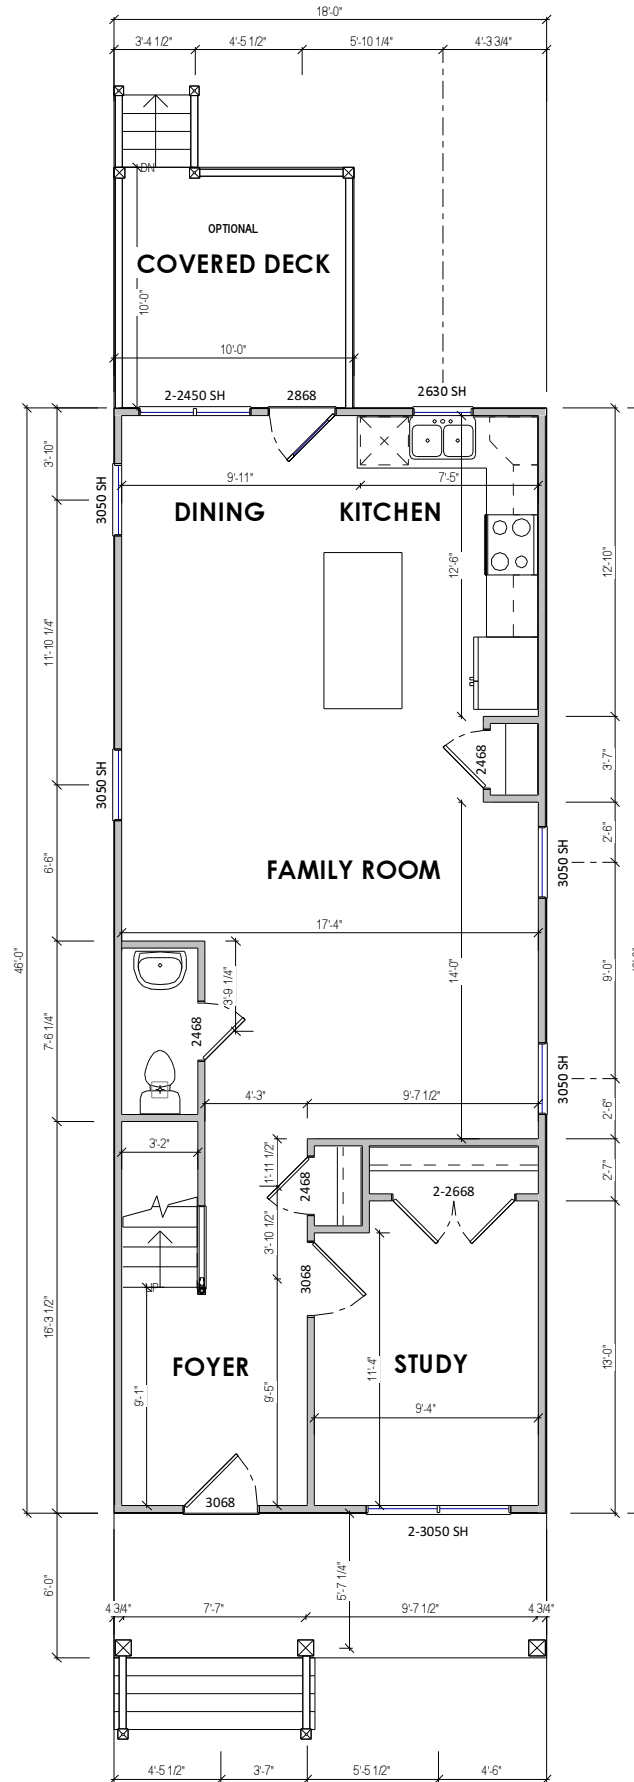 18'-0"
3'-4 1/2" 4'-5 1/2" 5'-10 1/4" 4'-3 3/4"
DN
OPTIONAL
COVERED DECK
10'-0"
10'-0"
2-2450 SH 2868 2630 SH
3'-10"
3050 SH
9'-11" 7'-5"
DINING KITCHEN
12'-6"
12'-10"
11'-10 1/4"
3050 SH
2468
3'-7"
2'-6"
3050 SH
FAMILY ROOM
6'-6"
17'-4"
46'-0"
14'-0"
9'-0"
3'-9 1/4"
2468
7'-6 1/4"
3050 SH
2'-6"
4'-3" 9'-7 1/2"
3'-2"
1'-11 1/2"
2468
2-2668
2'-7"
3'-10 1/2"
3068
UP
16'-3 1/2"
FOYER STUDY
11'-4"
13'-0"
9'-1"
9'-5"
9'-4"
3068
2-3050 SH
6'-0"
5'-7 1/4"
4 3/4" 7'-7" 9'-7 1/2" 4 3/4"
4'-5 1/2" 3'-7" 5'-5 1/2" 4'-6"